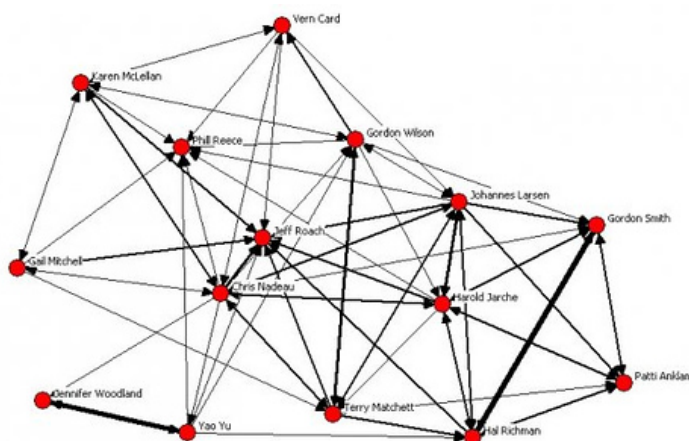 Vern Card
Karen McLellan
Gordon Wilson
Phill Reece
Johannes Larsen
Gordon Smith
Jeff Roach
Gail Mitchell
Chris Nadeau
Harold Jarche
Patti Anklan
Jennifer Woodland
Terry Matchett
Yao Yu
Hal Richman